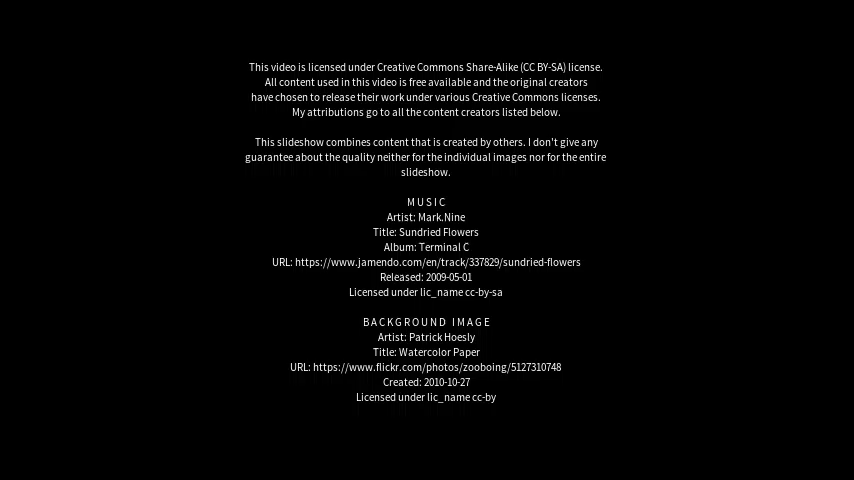 This video is licensed under Creative Commons Share-Alike (CC BY-SA) license.
All content used in this video is free available and the original creators
have chosen to release their work under various Creative Commons licenses.
My attributions go to all the content creators listed below.
This slideshow combines content that is created by others. I don't give any
guarantee about the quality neither for the individual images nor for the entire
slideshow.
MUSIC
Artist: Mark.Nine
Title: Sundried Flowers
Album: Terminal C
URL: https://www.jamendo.com/en/track/337829/sundried-flowers
Released: 2009-05-01
Licensed under lic_name cc-by-sa
BACKGROUND IMAGE
Artist: Patrick Hoesly
Title: Watercolor Paper
URL: https://www.flickr.com/photos/zooboing/5127310748
Created: 2010-10-27
Licensed under lic_name cc-by